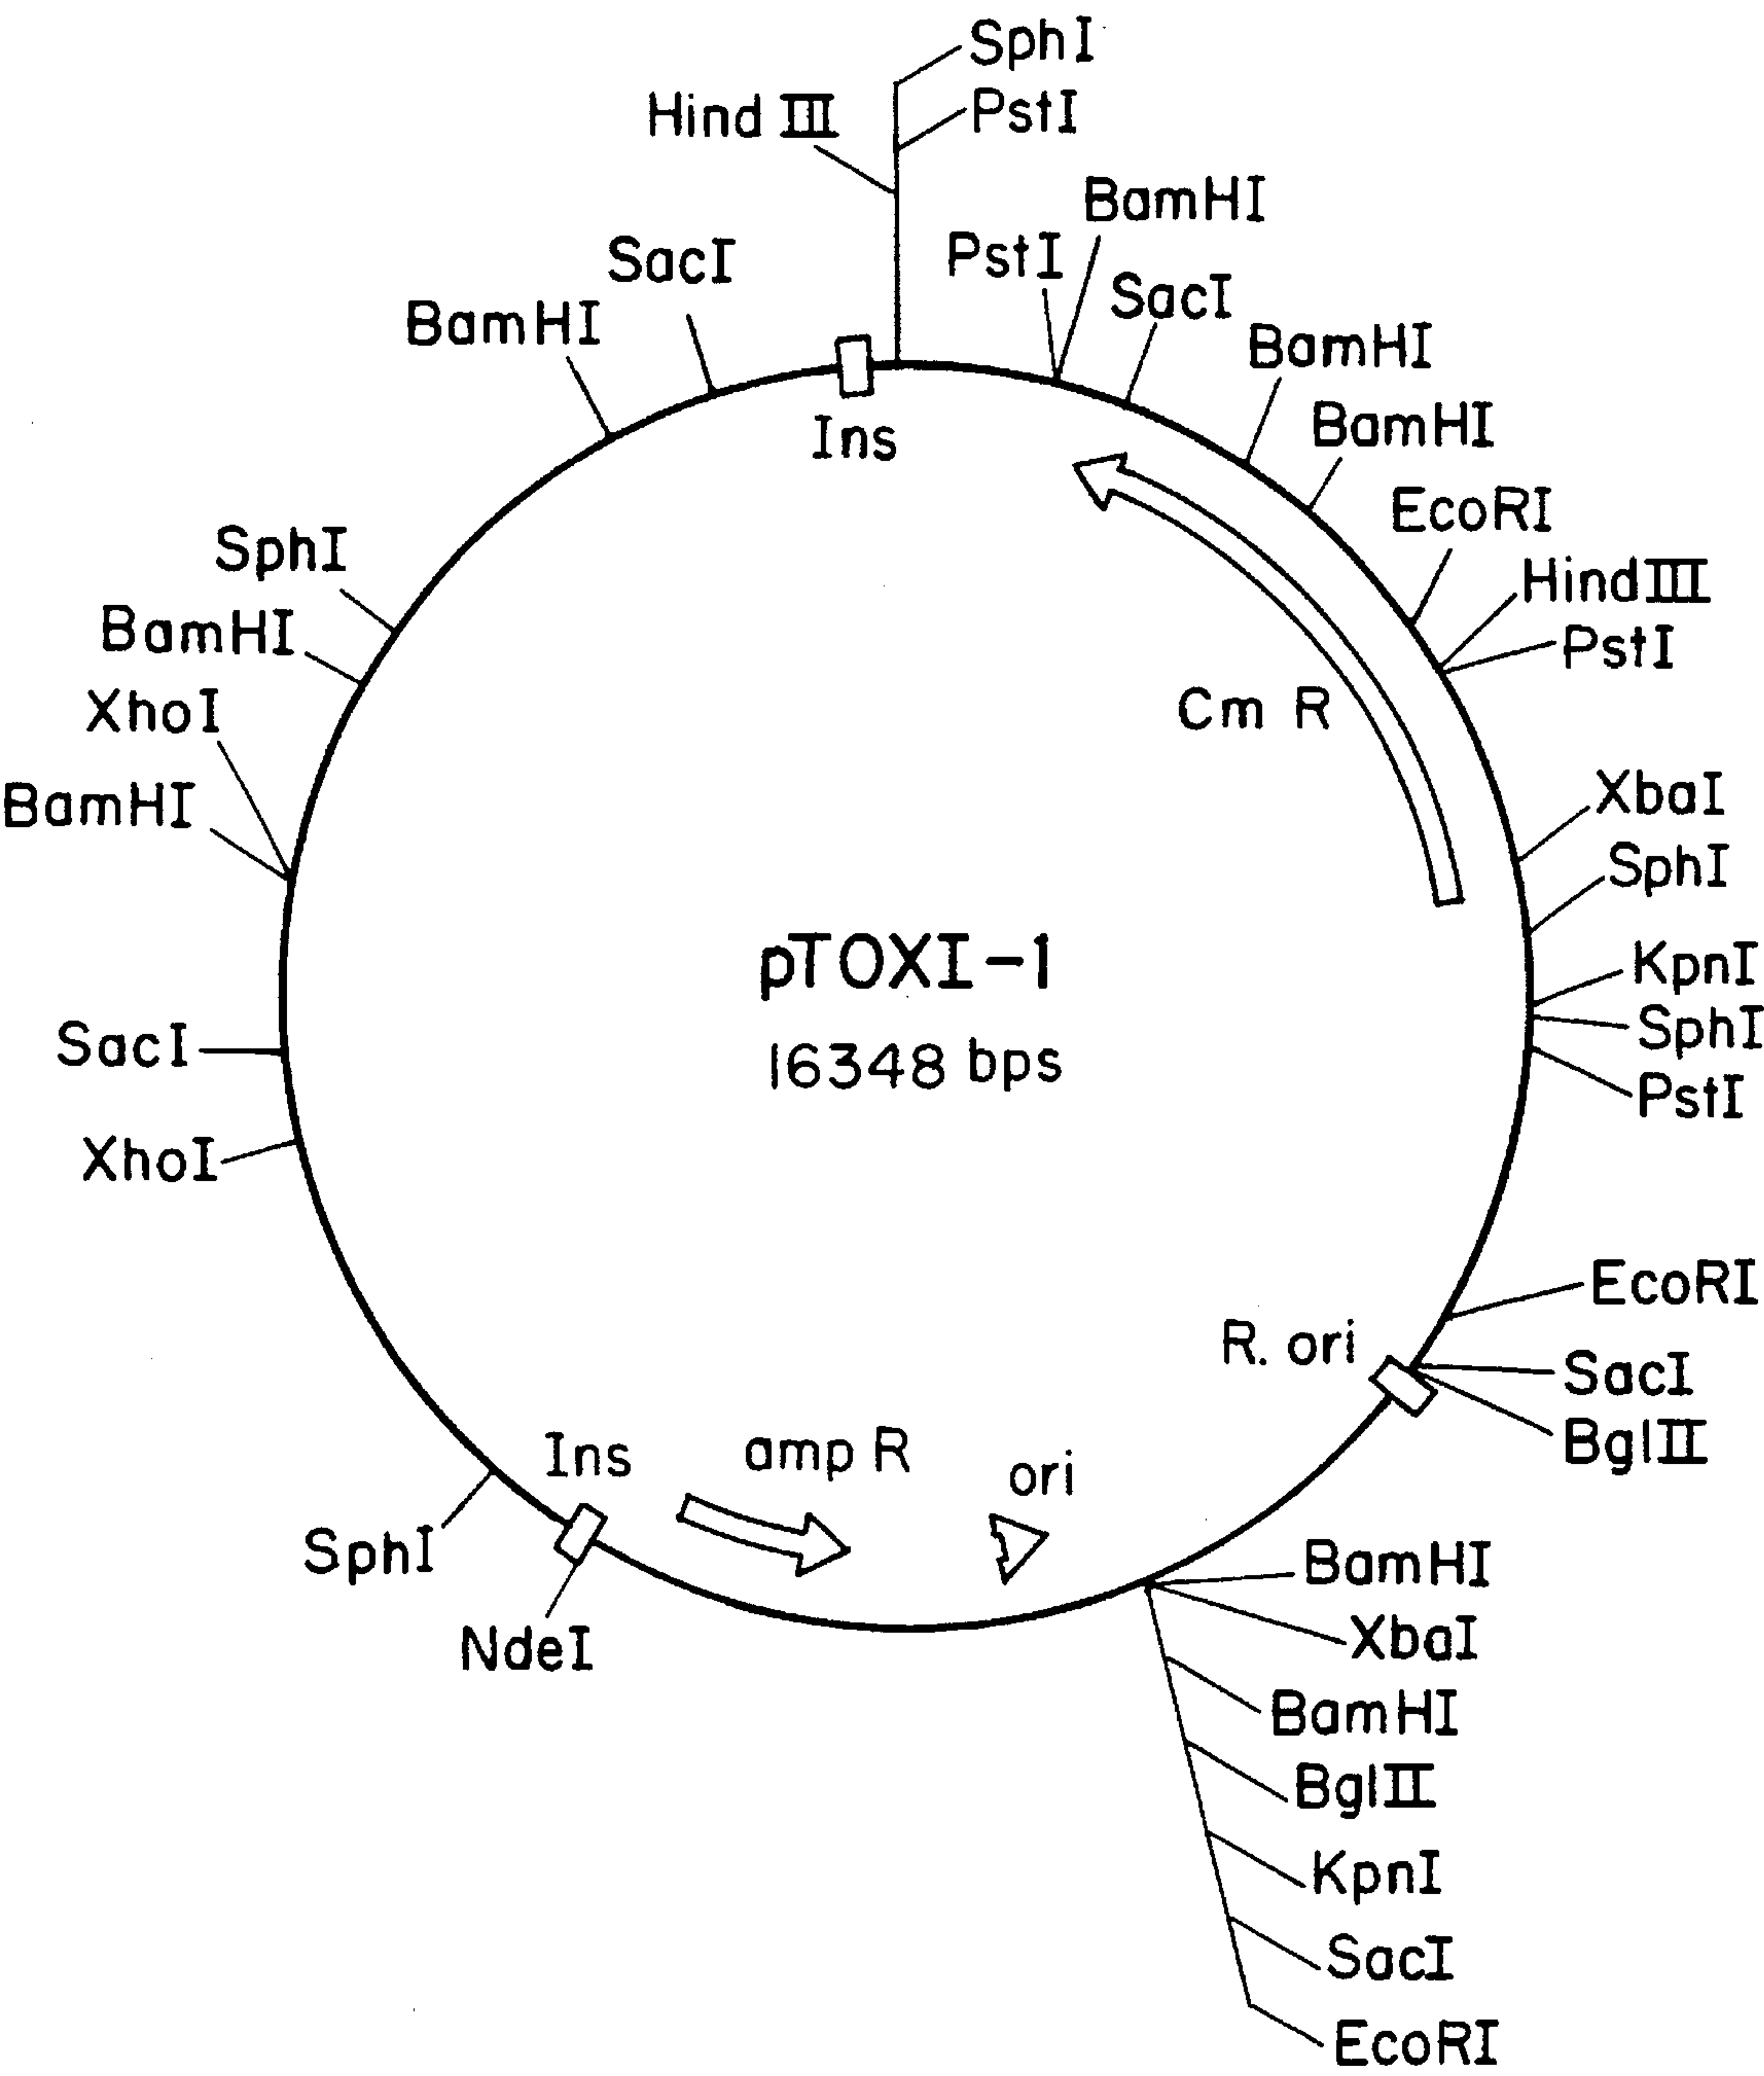 SphI
Hind III
PstI
BamHI
PstI
SacI
SacI
BamHI
BamHI
BamHI
Ins
EcoRI
SphI
HindIII
BamHI
PstI
XhoI
Cm R
BamHI
XbaI
SphI
pTOXI-1
KpnI
SacI
16348 bps
SphI
PstI
XhoI
EcoRI
R. ori
SacI
BglII
Ins
amp R
ori
SphI
BamHI
NdeI
XbaI
BamHI
BglII
KpnI
SacI
EcoRI